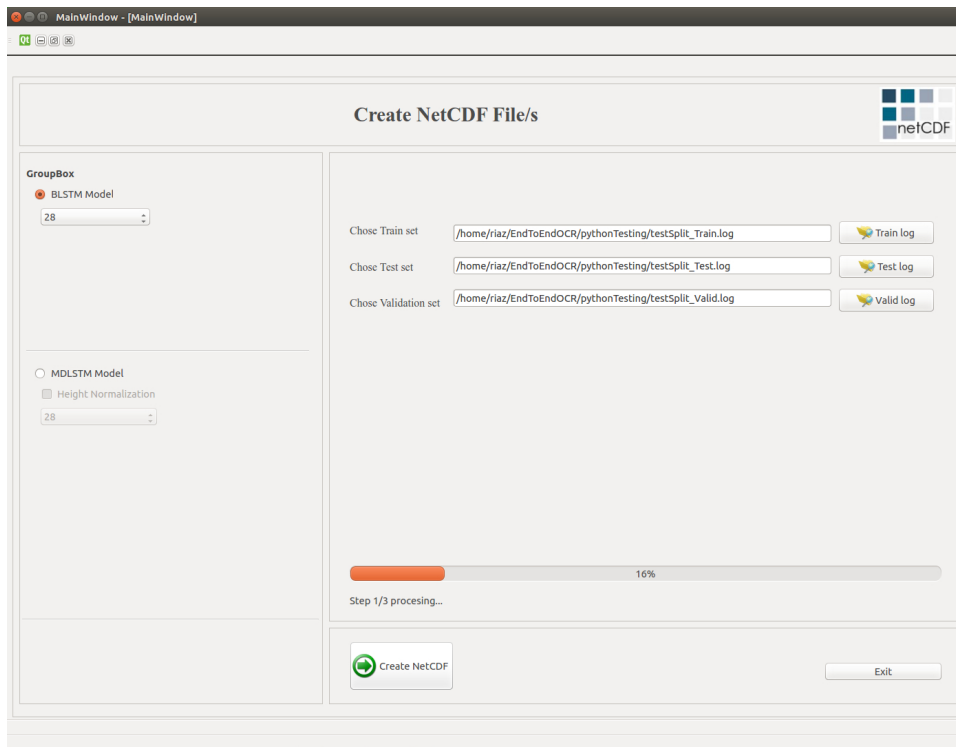 MainWindow - [MainWindow]
Qt
Create NetCDF File/s
netCDF
GroupBox
BLSTM Model
28
MDLSTM Model
Height Normalization
28
Chose Train set
/home/riaz/EndToEndOCR/pythonTesting/testSplit_Train.log
Train log
Chose Test set
/home/riaz/EndToEndOCR/pythonTesting/testSplit_Test.log
Test log
Chose Validation set
/home/riaz/EndToEndOCR/pythonTesting/testSplit_Valid.log
Valid log
16%
Step 1/3 procesing...
Create NetCDF
Exit